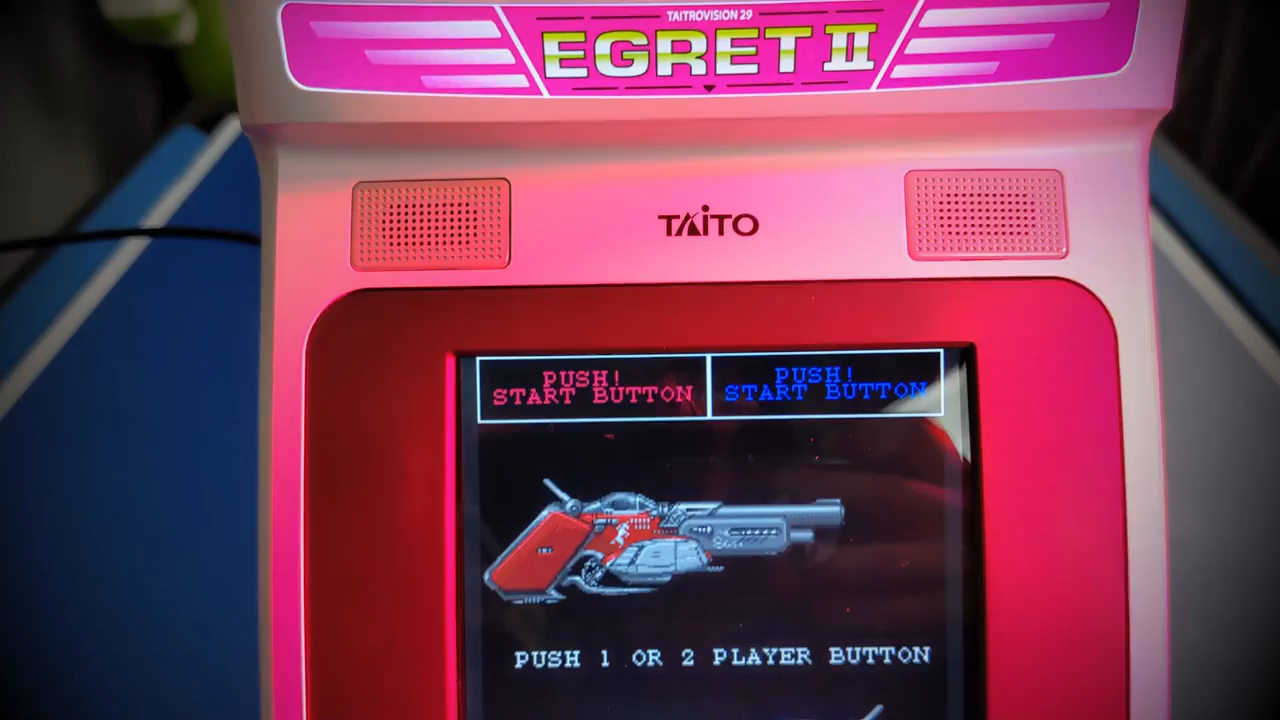 TAITROVISION 29
EGRET II
TAITO
PUSH!
START BUTTON
PUSH!
START BUTTON
PUSH 1 OR 2 PLAYER BUTTON